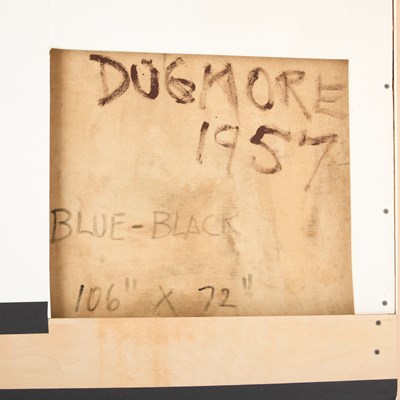 DUGMORE
1957
BLUE-BLACK
106" X 72"